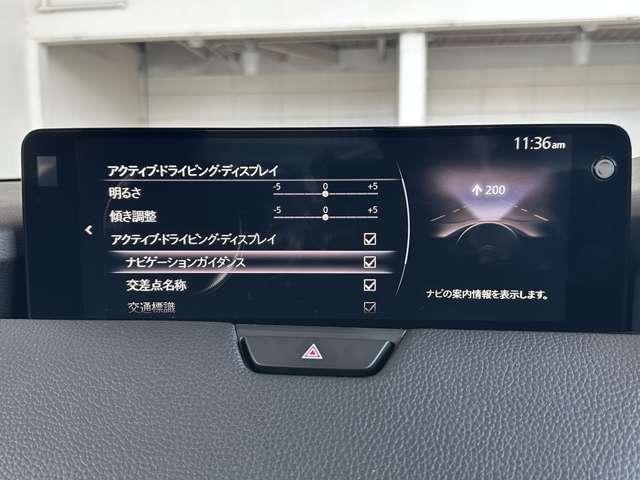 11:36am
アクティブ・ドライビング・ディスプレイ
明るさ -5 0 +5
傾き調整 -5 0 +5
アクティブ・ドライビング・ディスプレイ
ナビゲーションガイダンス
交差点名称
交通標識
200
ナビの案内情報を表示します。